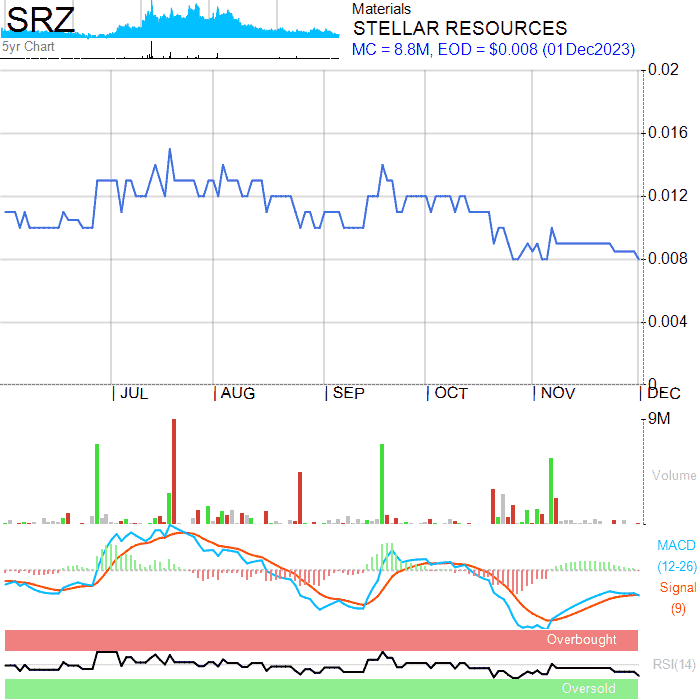 SRZ
5yr Chart
Materials
STELLAR RESOURCES
MC = 8.8M, EOD = $0.008 (01Dec2023)
0.02
0.016
0.012
0.008
0.004
0
JUL AUG SEP OCT NOV DEC
9M
Volume
MACD
(12-26)
Signal
(9)
Overbought
RSI(14)
Oversold